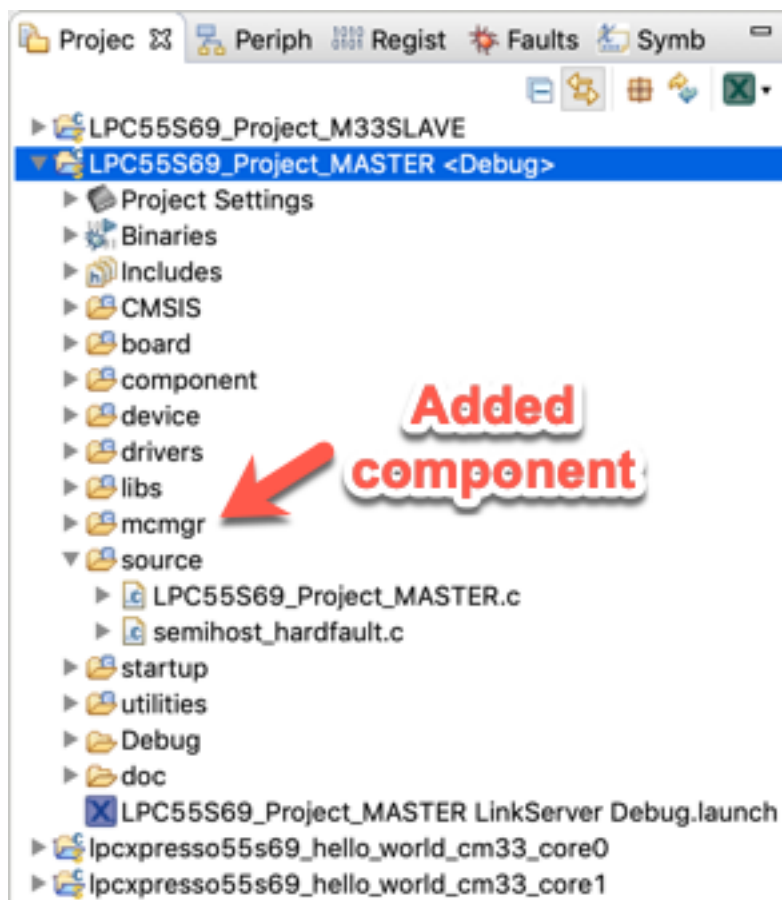 Projec Periph Regist Faults Symb
LPC55S69_Project_M33SLAVE
LPC55S69_Project_MASTER <Debug>
Project Settings
Binaries
Includes
CMSIS
board
component
device
drivers
libs
mcmgr
Added
component
source
LPC55S69_Project_MASTER.c
semihost_hardfault.c
startup
utilities
Debug
doc
LPC55S69_Project_MASTER LinkServer Debug.launch
lpcxpresso55s69_hello_world_cm33_core0
lpcxpresso55s69_hello_world_cm33_core1